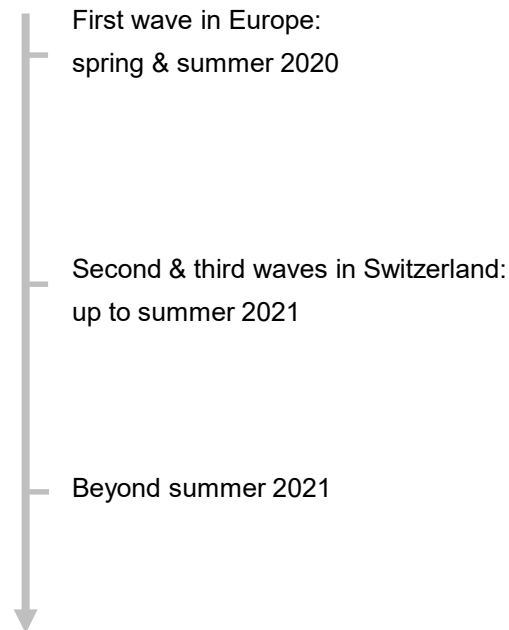 First wave in Europe:
spring & summer 2020
Second & third waves in Switzerland:
up to summer 2021
Beyond summer 2021